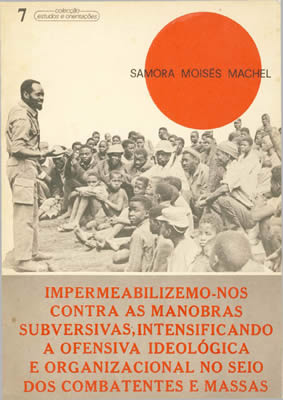 7
colecção
estudos e orientações
SAMORA MOISÉS MACHEL
IMPERMEABILIZEMO-NOS
CONTRA AS MANOBRAS
SUBVERSIVAS, INTENSIFICANDO
A OFENSIVA IDEOLÓGICA
E ORGANIZACIONAL NO SEIO
DOS COMBATENTES E MASSAS